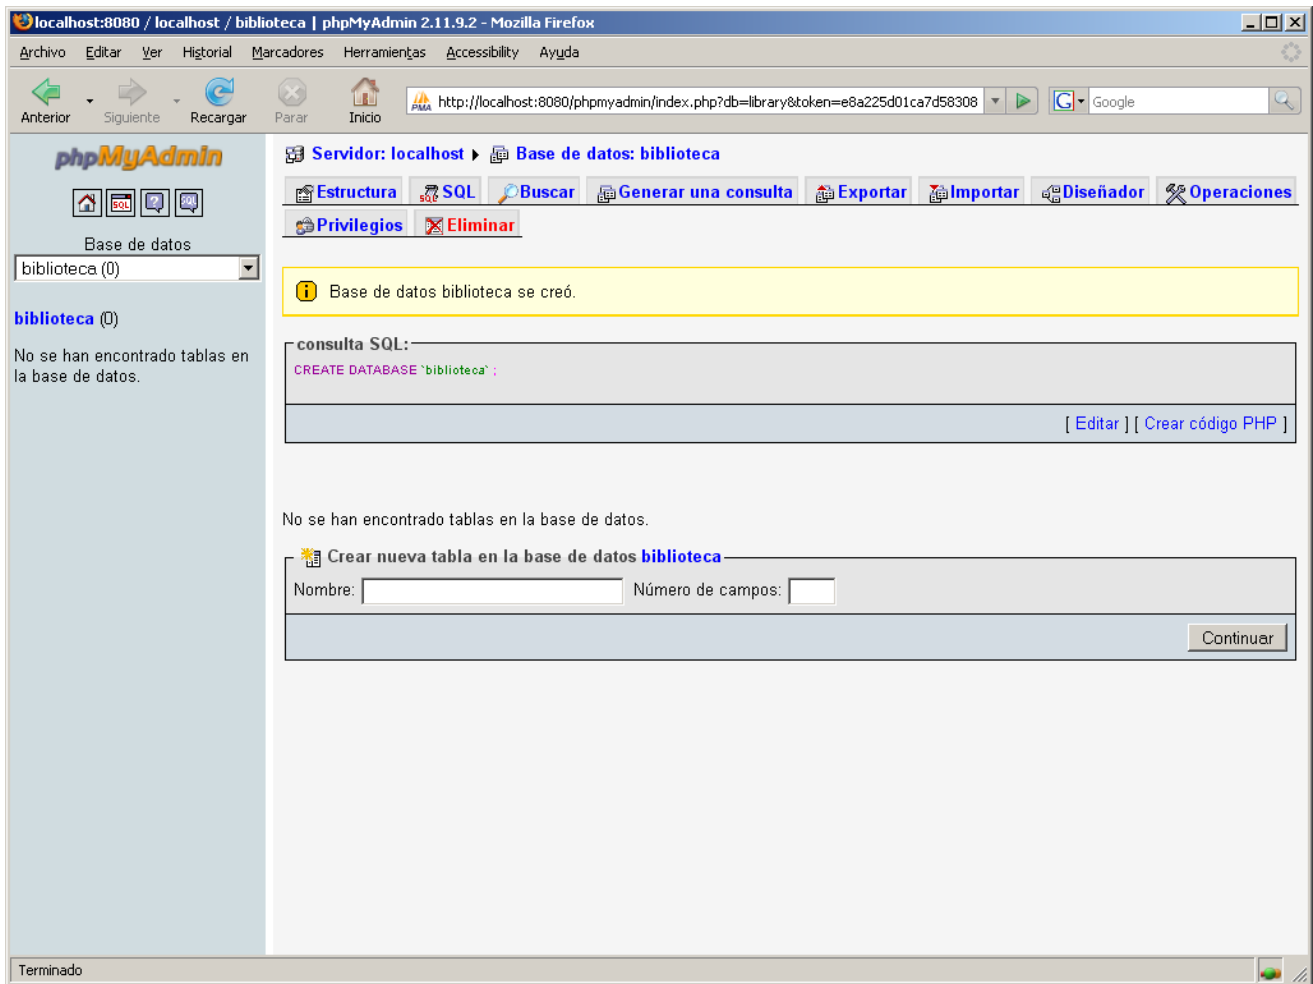 localhost:8080 / localhost / biblioteca | phpMyAdmin 2.11.9.2 - Mozilla Firefox
Archivo Editar Ver Historial Marcadores Herramientas Accessibility Ayuda
Anterior Siguiente Recargar Parar Inicio
PMA http://localhost:8080/phpmyadmin/index.php?db=library&token=e8a225d01ca7d58308 G Google
phpMyAdmin
SQL ? SQL
Base de datos
biblioteca (0)
biblioteca (0)
No se han encontrado tablas en
la base de datos.
Servidor: localhost Base de datos: biblioteca
Estructura SQL Buscar Generar una consulta Exportar Importar Diseñador Operaciones
Privilegios Eliminar
Base de datos biblioteca se creó.
consulta SQL:
CREATE DATABASE `biblioteca` ;
[ Editar ] [ Crear código PHP ]
No se han encontrado tablas en la base de datos.
Crear nueva tabla en la base de datos biblioteca
Nombre: Número de campos:
Continuar
Terminado